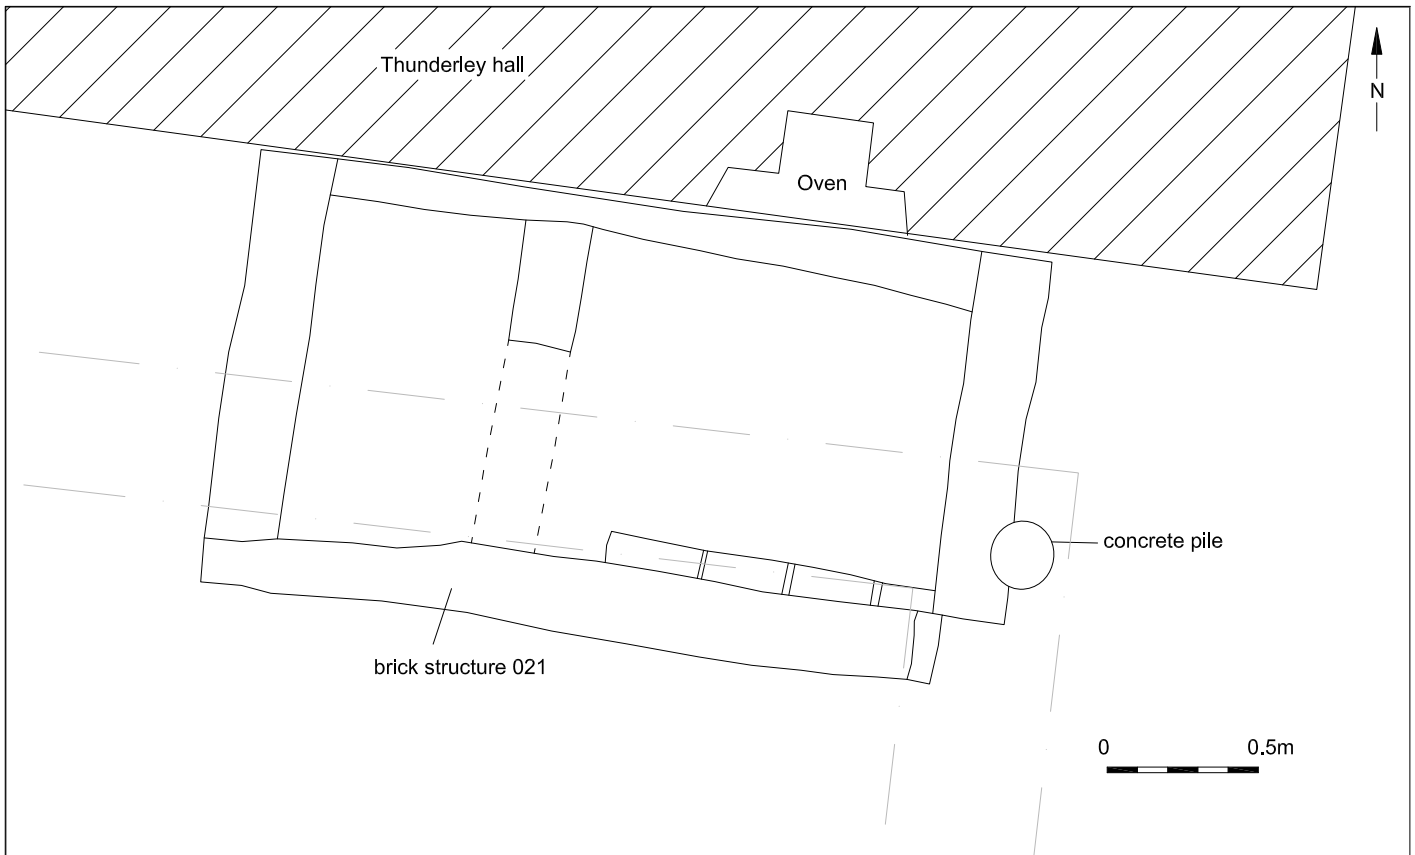 Thunderley hall
N
Oven
concrete pile
brick structure 021
0 0.5m